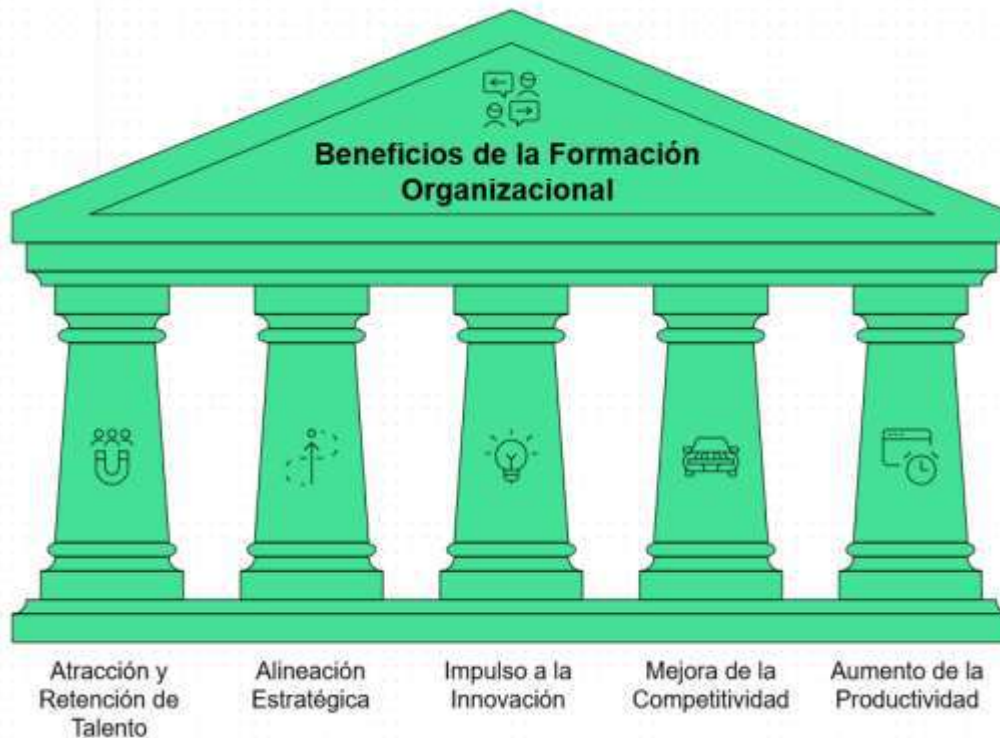 Beneficios de la Formación
Organizacional
Atracción y
Retención de
Talento
Alineación
Estratégica
Impulso a la
Innovación
Mejora de la
Competitividad
Aumento de la
Productividad